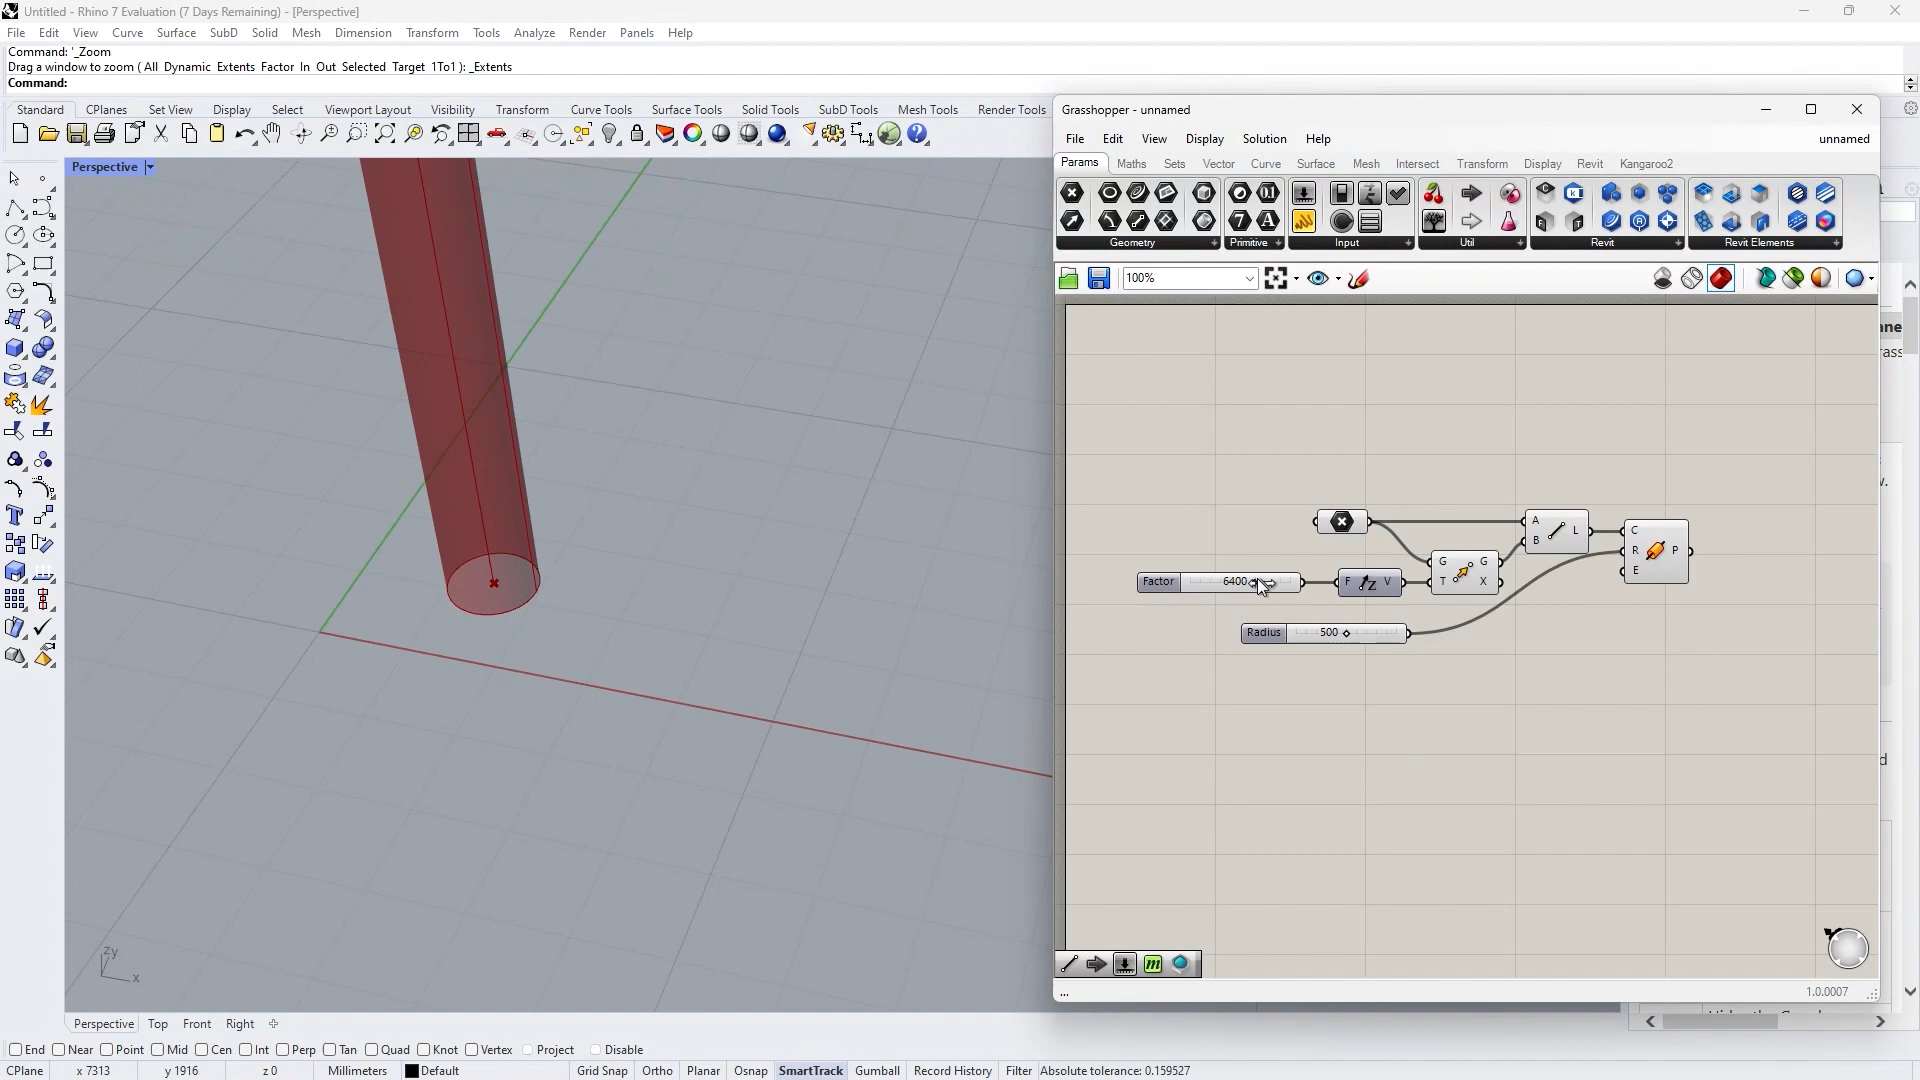 Untitled - Rhino 7 Evaluation (7 Days Remaining) - [Perspective]
File Edit View Curve Surface SubD Solid Mesh Dimension Transform Tools Analyze Render Panels Help
Command: '_Zoom
Drag a window to zoom ( All Dynamic Extents Factor In Out Selected Target 1To1 ): _Extents
Command:
Standard CPlanes Set View Display Select Viewport Layout Visibility Transform Curve Tools Surface Tools Solid Tools SubD Tools Mesh Tools Render Tools
Perspective
Grasshopper - unnamed
File Edit View Display Solution Help unnamed
Params Maths Sets Vector Curve Surface Mesh Intersect Transform Display Revit Kangaroo2
Geometry Primitive Input Util Revit Revit Elements
100%
A B L
C R E P
G T G X
Factor 6400
F Z V
Radius 500
1.0.0007
...
z y x
Perspective Top Front Right
End Near Point Mid Cen Int Perp Tan Quad Knot Vertex Project Disable
CPlane x 7313 y 1916 z 0 Millimeters Default Grid Snap Ortho Planar Osnap SmartTrack Gumball Record History Filter Absolute tolerance: 0.159527